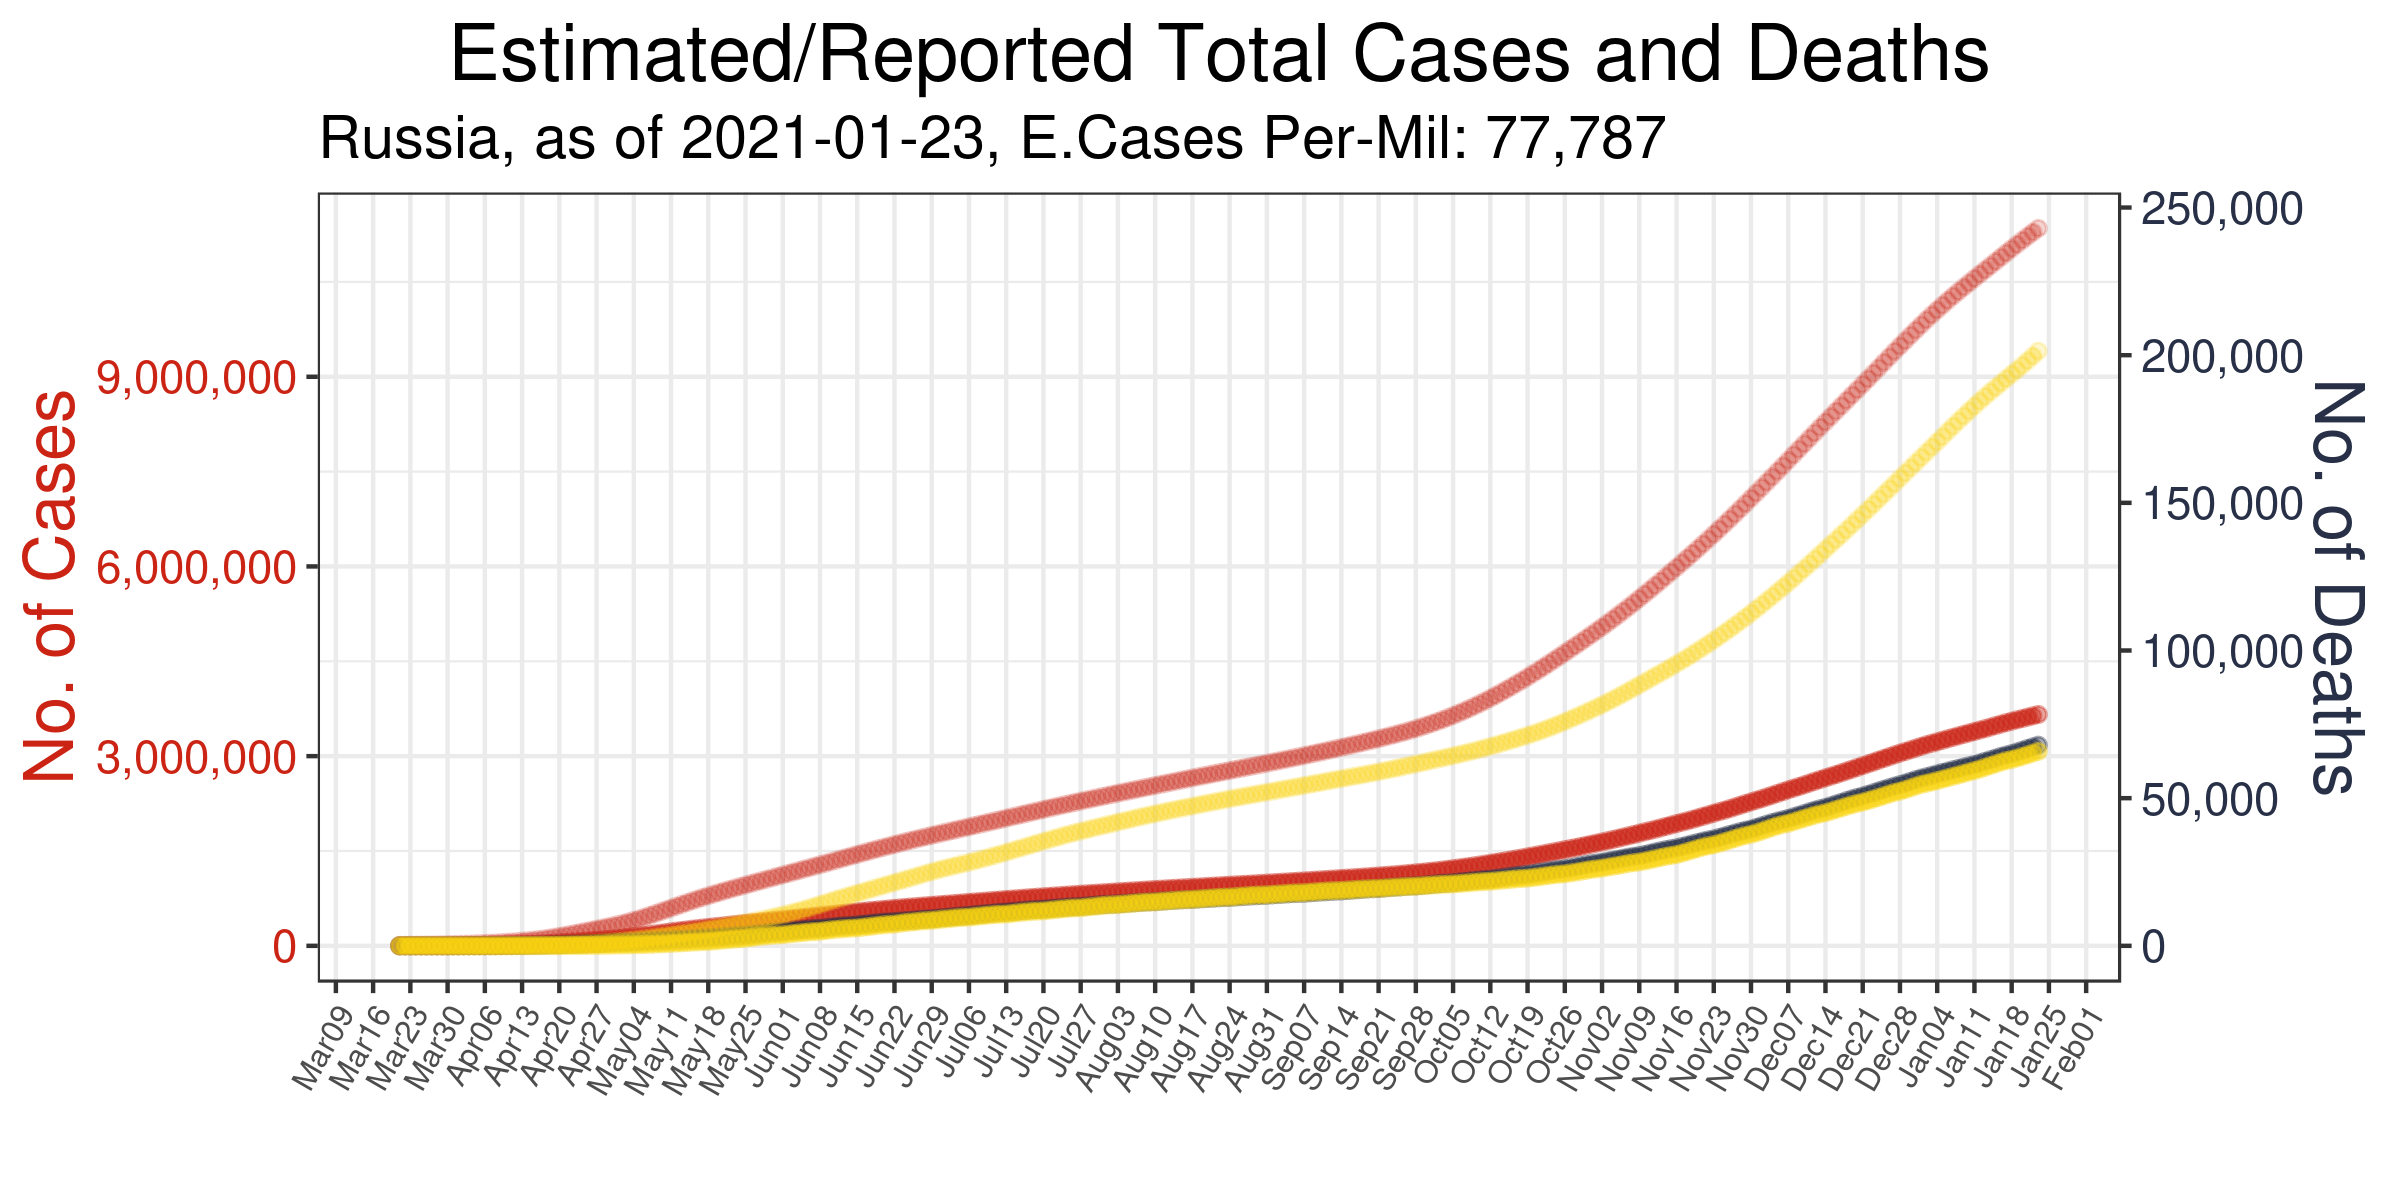 Estimated/Reported Total Cases and Deaths
Russia, as of 2021-01-23, E.Cases Per-Mil: 77,787
No. of Cases
9,000,000
6,000,000
3,000,000
0
250,000
200,000
150,000
100,000
50,000
0
No. of Deaths
Mar09
Mar16
Mar23
Mar30
Apr06
Apr13
Apr20
Apr27
May04
May11
May18
May25
Jun01
Jun08
Jun15
Jun22
Jun29
Jul06
Jul13
Jul20
Jul27
Aug03
Aug10
Aug17
Aug24
Aug31
Sep07
Sep14
Sep21
Sep28
Oct05
Oct12
Oct19
Oct26
Nov02
Nov09
Nov16
Nov23
Nov30
Dec07
Dec14
Dec21
Dec28
Jan04
Jan11
Jan18
Jan25
Feb01